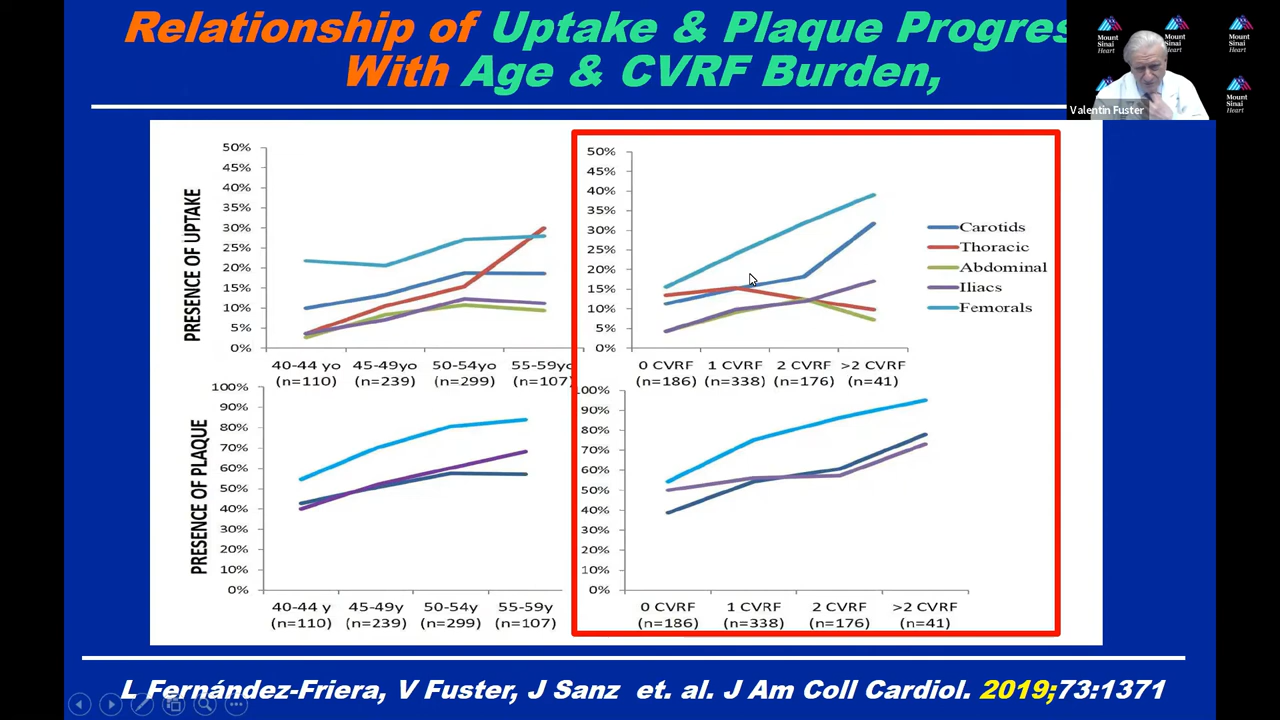 Relationship of Uptake & Plaque Progres
With Age & CVRF Burden,
Mount
Sinai
Heart
Mount
Sinai
Heart
Mount
Sinai
Heart
Mount
Sinai
Heart
Valentin Fuster
PRESENCE OF UPTAKE
50%
45%
40%
35%
30%
25%
20%
15%
10%
5%
0%
40-44 yo 45-49yo 50-54yo 55-59yo
(n=110) (n=239) (n=299) (n=107)
50%
45%
40%
35%
30%
25%
20%
15%
10%
5%
0%
0 CVRF 1 CVRF 2 CVRF >2 CVRF
(n=186) (n=338) (n=176) (n=41)
Carotids
Thoracic
Abdominal
Iliacs
Femorals
PRESENCE OF PLAQUE
100%
90%
80%
70%
60%
50%
40%
30%
20%
10%
0%
40-44 y 45-49y 50-54y 55-59y
(n=110) (n=239) (n=299) (n=107)
100%
90%
80%
70%
60%
50%
40%
30%
20%
10%
0%
0 CVRF 1 CVRF 2 CVRF >2 CVRF
(n=186) (n=338) (n=176) (n=41)
L Fernández-Friera, V Fuster, J Sanz et. al. J Am Coll Cardiol. 2019;73:1371